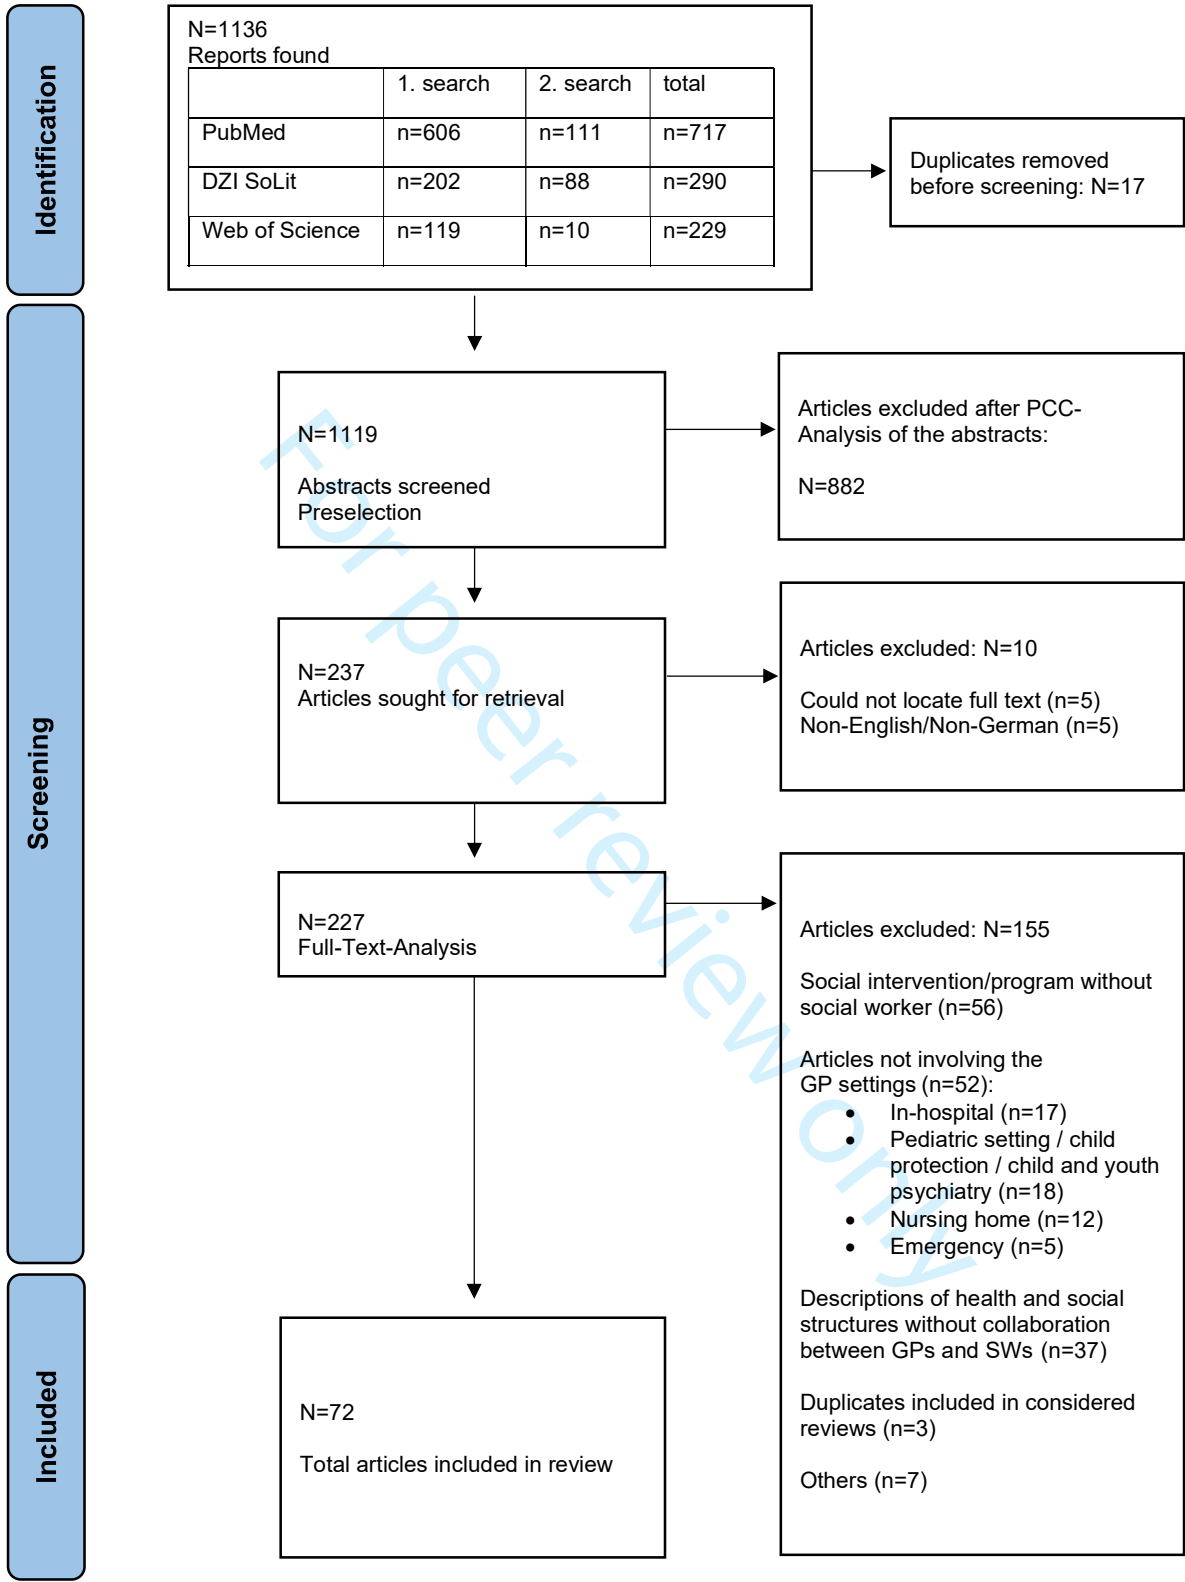 Identification
N=1136
Reports found
1. search 2. search total
PubMed n=606 n=111 n=717
DZI SoLit n=202 n=88 n=290
Web of Science n=119 n=10 n=229
Duplicates removed
before screening: N=17
Screening
N=1119
Abstracts screened
Preselection
Articles excluded after PCC-
Analysis of the abstracts:
N=882
N=237
Articles sought for retrieval
Articles excluded: N=10
Could not locate full text (n=5)
Non-English/Non-German (n=5)
N=227
Full-Text-Analysis
Articles excluded: N=155
Social intervention/program without
social worker (n=56)
Articles not involving the
GP settings (n=52):
• In-hospital (n=17)
• Pediatric setting / child
protection / child and youth
psychiatry (n=18)
• Nursing home (n=12)
• Emergency (n=5)
Descriptions of health and social
structures without collaboration
between GPs and SWs (n=37)
Duplicates included in considered
reviews (n=3)
Others (n=7)
Included
N=72
Total articles included in review
For peer review only